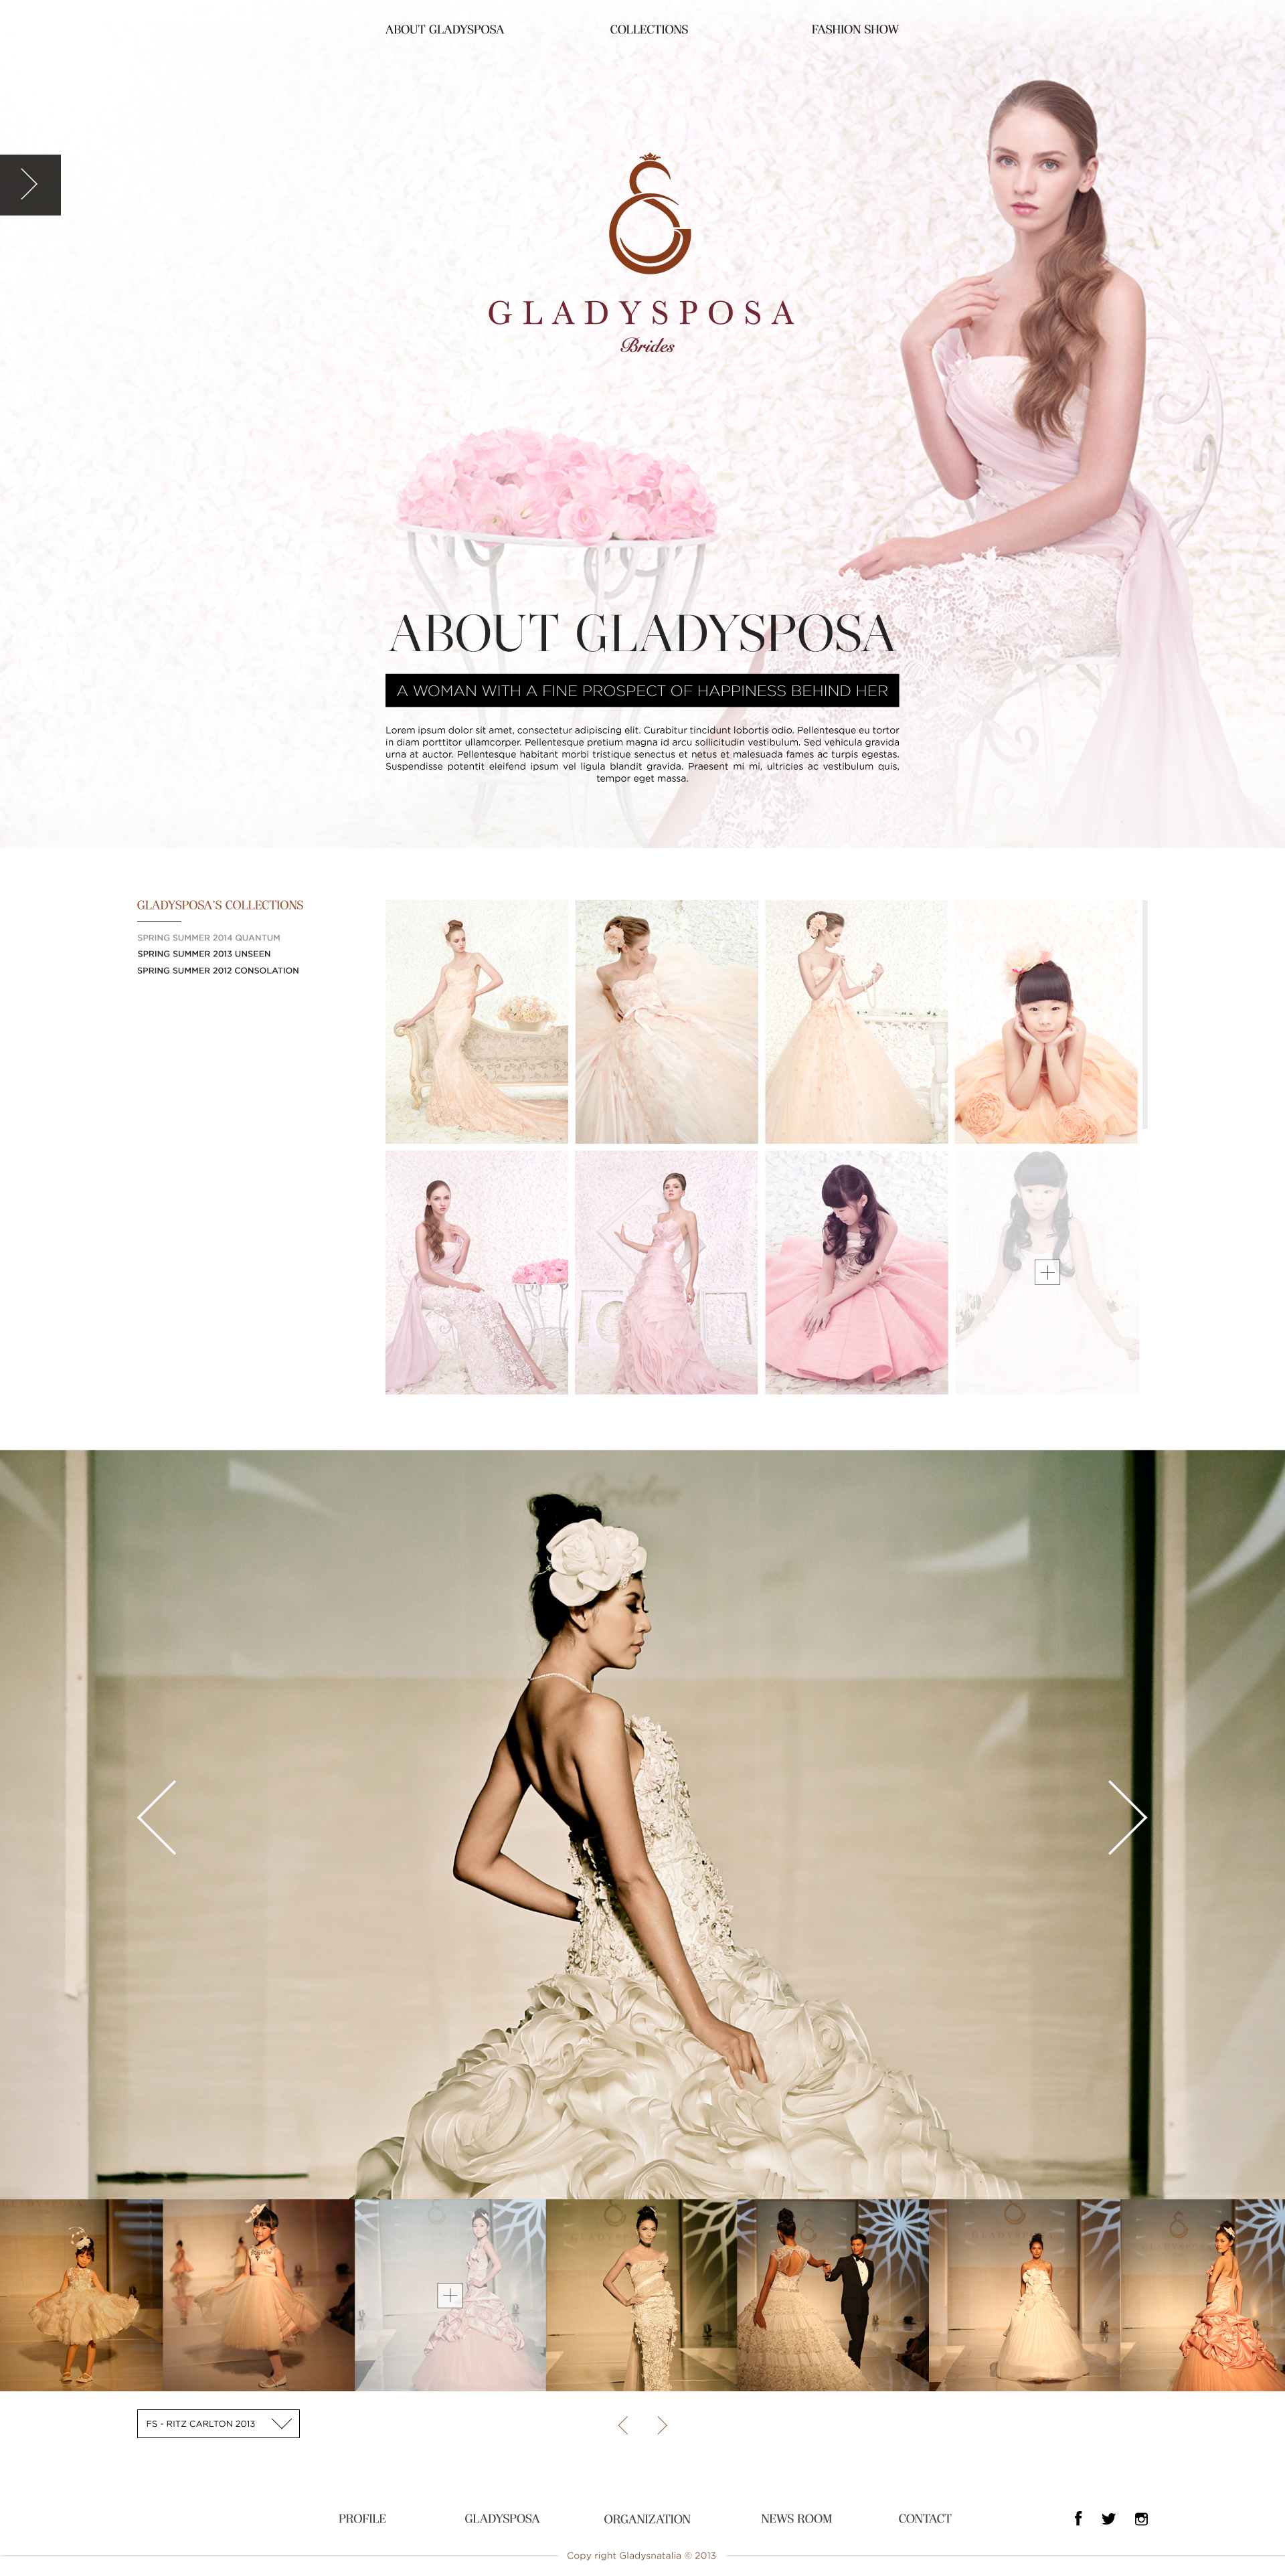 ABOUT GLADYSPOSA
COLLECTIONS
FASHION SHOW
GLADYSPOSA
Brides
ABOUT GLADYSPOSA
A WOMAN WITH A FINE PROSPECT OF HAPPINESS BEHIND HER
Lorem ipsum dolor sit amet, consectetur adipiscing elit. Curabitur tincidunt lobortis odio. Pellentesque eu tortor
in diam porttitor ullamcorper. Pellentesque pretium magna id arcu sollicitudin vestibulum. Sed vehicula gravida
urna at auctor. Pellentesque habitant morbi tristique senectus et netus et malesuada fames ac turpis egestas.
Suspendisse potentit eleifend ipsum vel ligula blandit gravida. Praesent mi mi, ultricies ac vestibulum quis,
tempor eget massa.
GLADYSPOSA'S COLLECTIONS
SPRING SUMMER 2014 QUANTUM
SPRING SUMMER 2013 UNSEEN
SPRING SUMMER 2012 CONSOLATION
Brides
GLADYSPOSA
GLADYSPOSA
FS - RITZ CARLTON 2013
PROFILE
GLADYSPOSA
ORGANIZATION
NEWS ROOM
CONTACT
Copy right Gladysnatalia © 2013